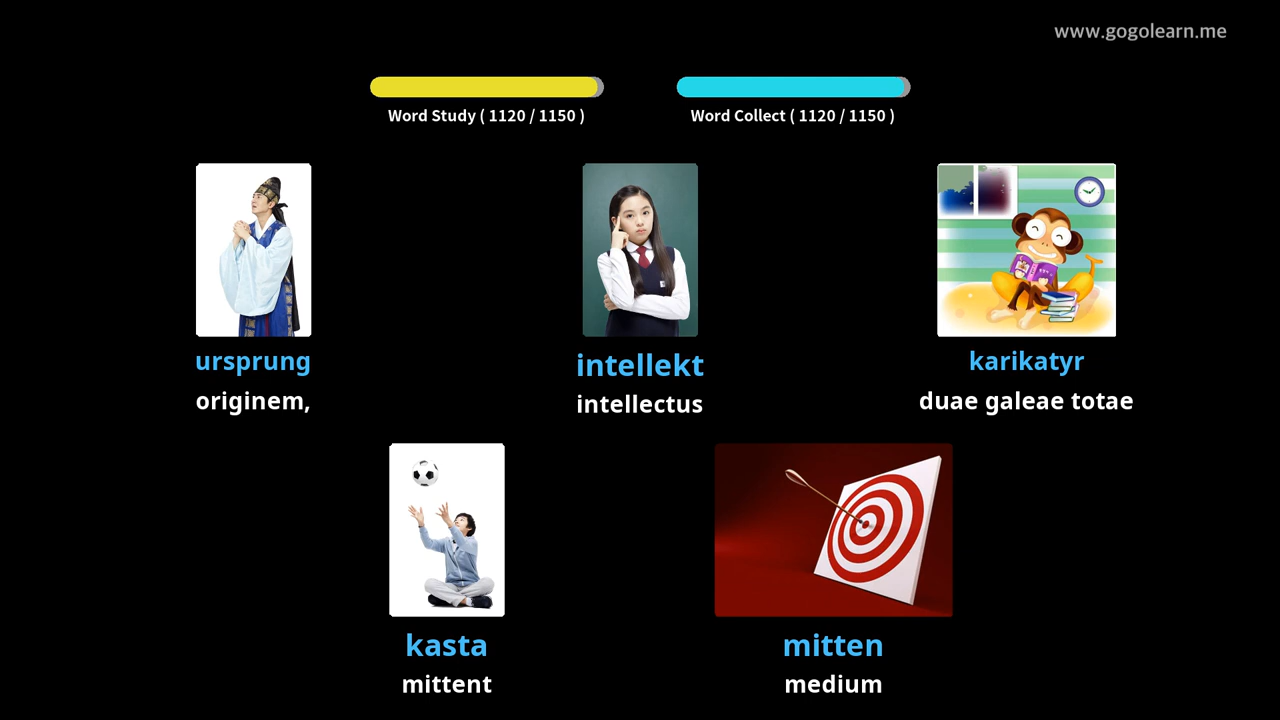 www.gogolearn.me
Word Study ( 1120 / 1150 )
Word Collect ( 1120 / 1150 )
ursprung
originem,
intellekt
intellectus
karikatyr
duae galeae totae
kasta
mittent
mitten
medium